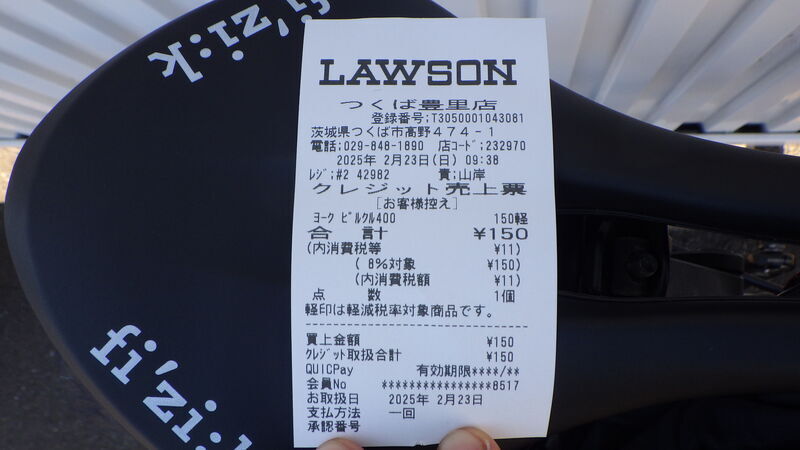 fi'zi:k
LAWSON
つくば豊里店
登録番号:T3050001043081
茨城県つくば市高野474-1
電話:029-848-1890 店コード:232970
2025年 2月23日(日) 09:38
レジ:#2 42982 責:山岸
クレジット売上票
[お客様控え]
ヨーク ピルクル400 150軽
合 計 ¥150
(内消費税等 ¥11)
( 8%対象 ¥150)
(内消費税額 ¥11)
点 数 1個
軽印は軽減税率対象商品です。
買上金額 ¥150
クレジット取扱合計 ¥150
QUICPay 有効期限****/**
会員No ****************8517
お取扱日 2025年 2月23日
支払方法 一回
承認番号
fi'zi:k